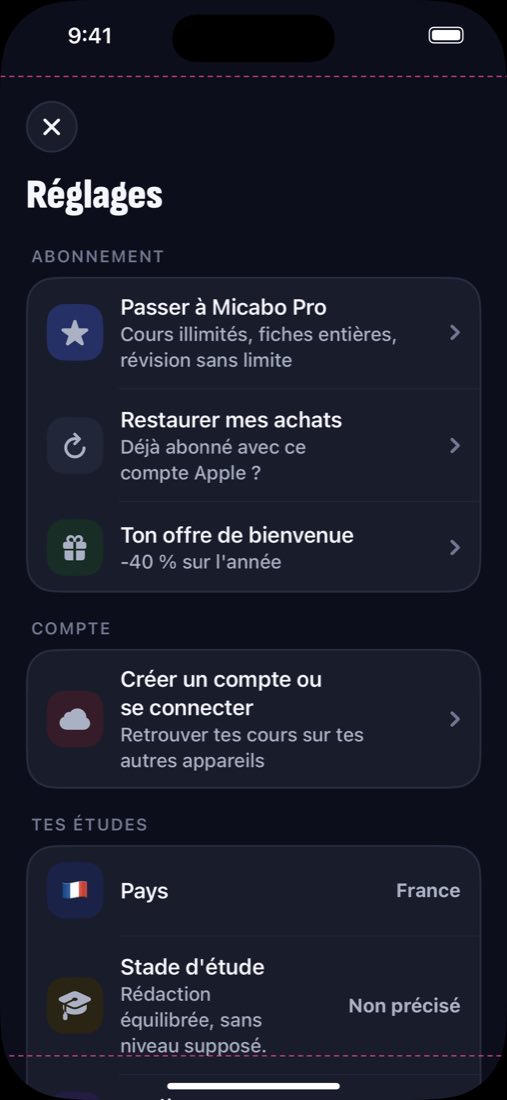 9:41
Réglages
ABONNEMENT
Passer à Micabo Pro
Cours illimités, fiches entières,
révision sans limite
Restaurer mes achats
Déjà abonné avec ce
compte Apple ?
Ton offre de bienvenue
-40 % sur l'année
COMPTE
Créer un compte ou
se connecter
Retrouver tes cours sur tes
autres appareils
TES ÉTUDES
Pays
France
Stade d'étude
Rédaction
équilibrée, sans
niveau supposé.
Non précisé